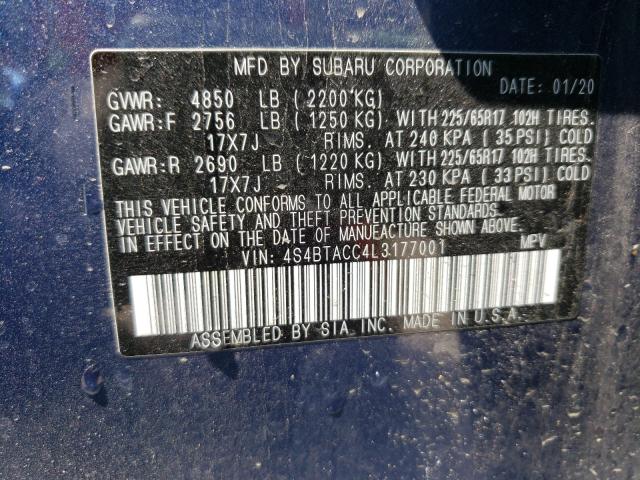 MFD BY SUBARU CORPORATION
DATE: 01/20
GVWR: 4850 LB (2200 KG)
GAWR:F 2756 LB (1250 KG) WITH 225/65R17 102H TIRES.
17X7J RIMS. AT 240 KPA (35 PSI) COLD
GAWR:R 2690 LB (1220 KG) WITH 225/65R17 102H TIRES.
17X7J RIMS. AT 230 KPA (33 PSI) COLD
THIS VEHICLE CONFORMS TO ALL APPLICABLE FEDERAL MOTOR
VEHICLE SAFETY AND THEFT PREVENTION STANDARDS
IN EFFECT ON THE DATE OF MANUFACTURE SHOWN ABOVE.
VIN: 4S4BTACC4L3177001 MPV
ASSEMBLED BY SIA INC. MADE IN U.S.A.